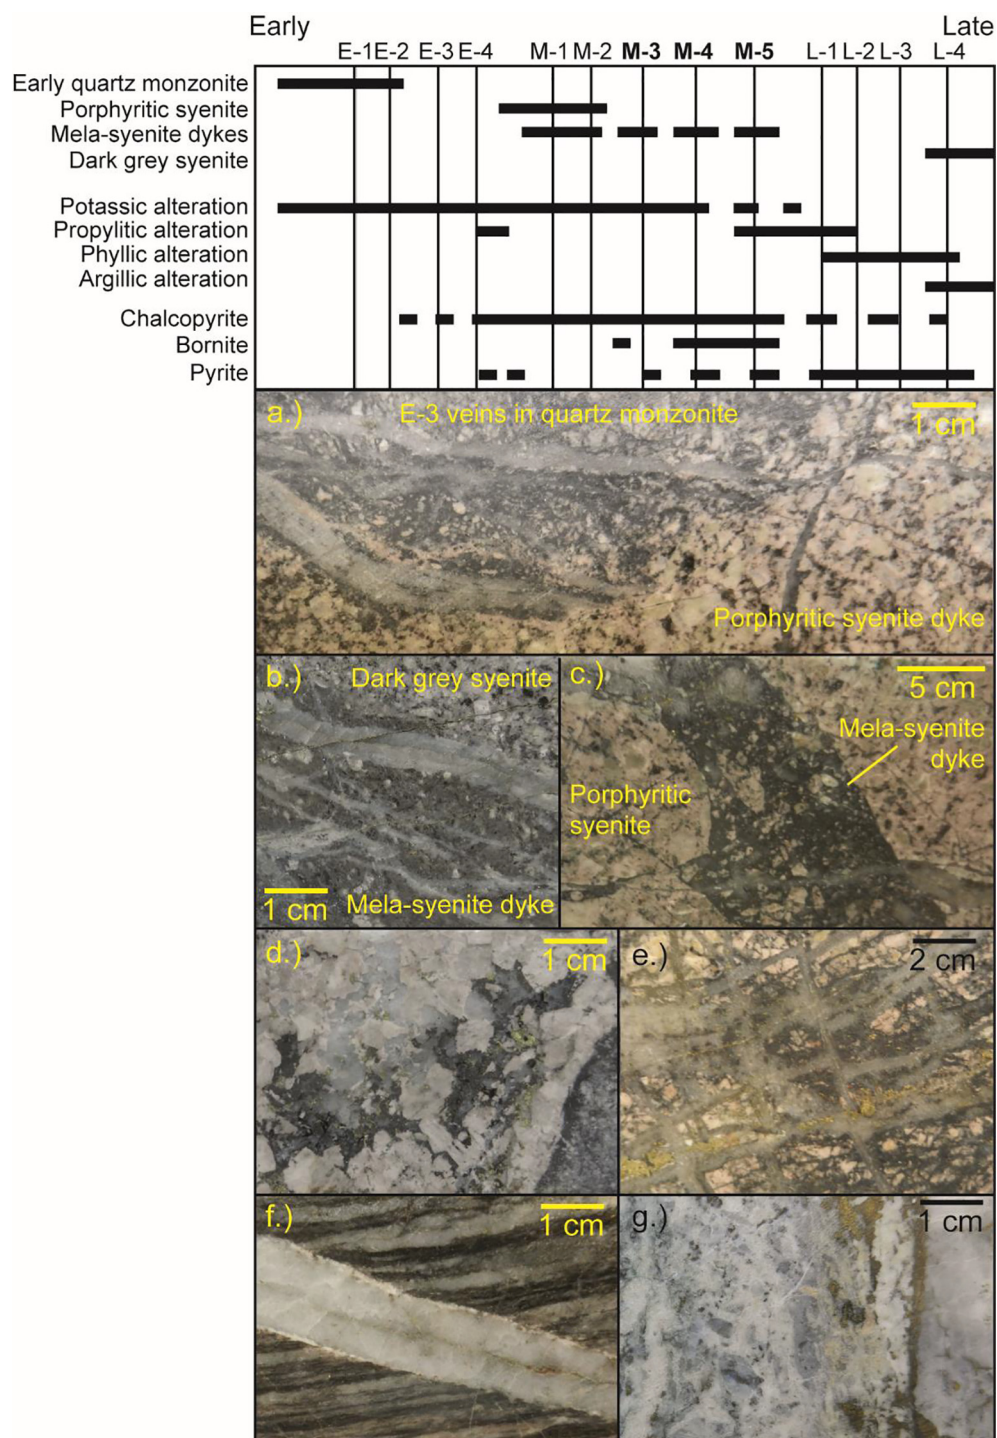 Early Late
E-1 E-2 E-3 E-4 M-1 M-2 M-3 M-4 M-5 L-1 L-2 L-3 L-4
Early quartz monzonite
Porphyritic syenite
Mela-syenite dykes
Dark grey syenite
Potassic alteration
Propylitic alteration
Phyllic alteration
Argillic alteration
Chalcopyrite
Bornite
Pyrite
a.) E-3 veins in quartz monzonite 1 cm
Porphyritic syenite dyke
b.) Dark grey syenite
1 cm Mela-syenite dyke
c.) 5 cm
Mela-syenite
dyke
Porphyritic
syenite
d.) 1 cm
e.) 2 cm
f.) 1 cm
g.) 1 cm